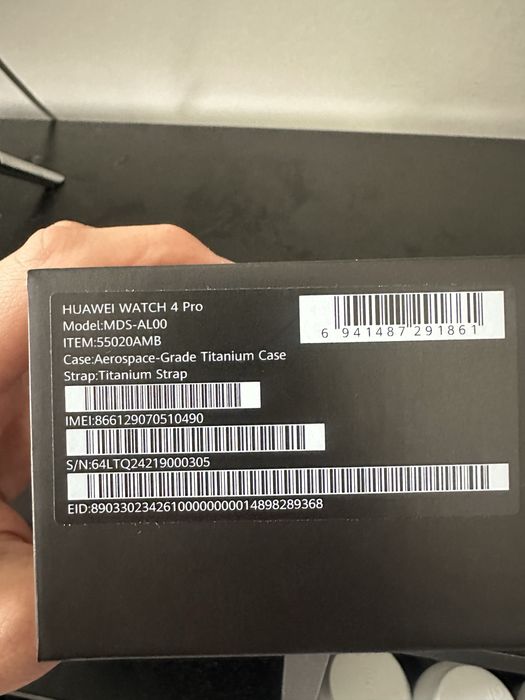 HUAWEI WATCH 4 Pro
Model:MDS-AL00
ITEM:55020AMB
Case:Aerospace-Grade Titanium Case
Strap:Titanium Strap
6 941487 291861
IMEI:866129070510490
S/N:64LTQ24219000305
EID:89033023426100000000014898289368